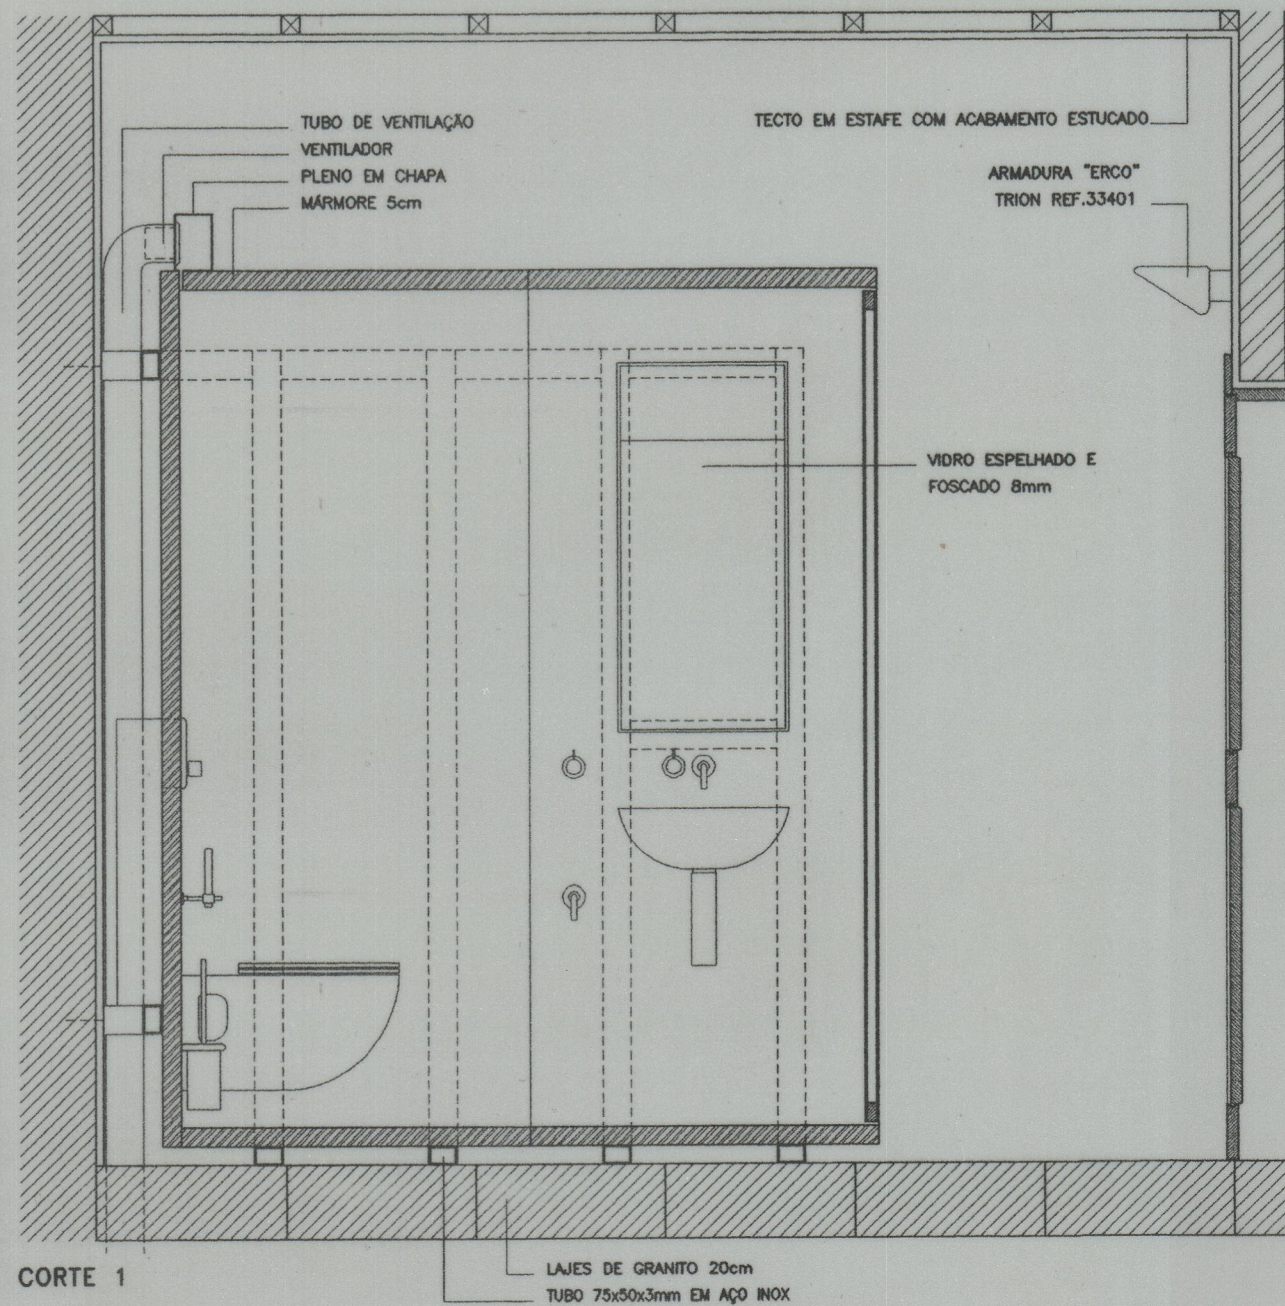 TUBO DE VENTILAÇÃO
VENTILADOR
PLENO EM CHAPA
MÁRMORE 5cm
TECTO EM ESTAFE COM ACABAMENTO ESTUCADO
ARMADURA "ERCO"
TRION REF.33401
VIDRO ESPELHADO E
FOSCADO 8mm
LAJES DE GRANITO 20cm
TUBO 75x50x3mm EM AÇO INOX
CORTE 1